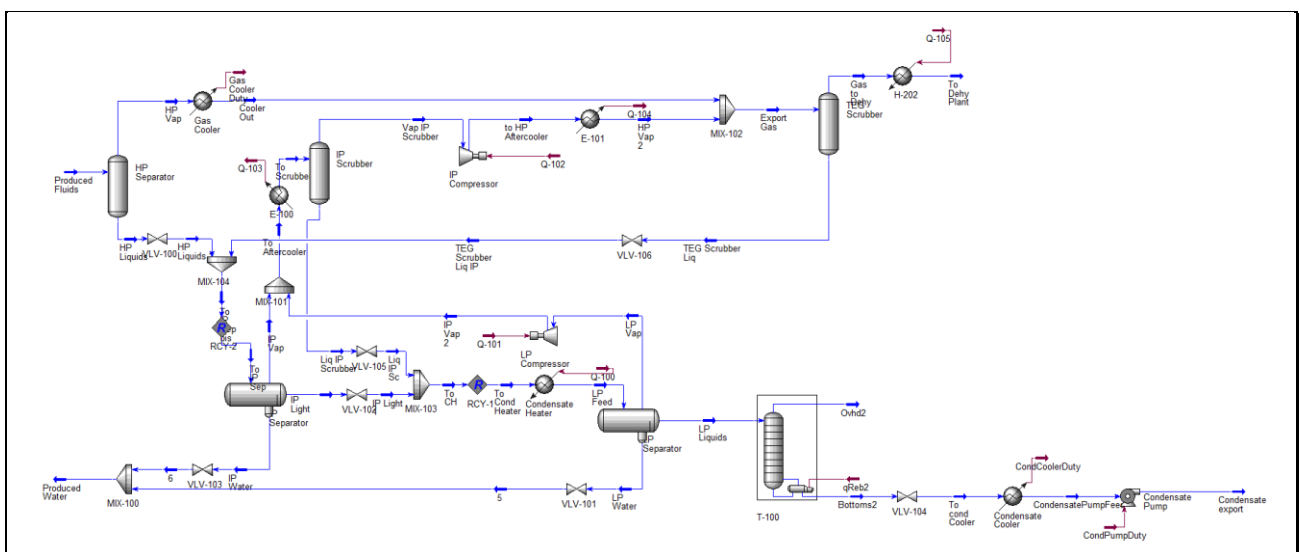 Q-105
Gas
Cooler
Duty
Cooler
Out
HP
Vap
Gas
Cooler
Gas
to
Dehy
TEG
Scrubber
H-202
To
Dehy
Plant
Vap IP
Scrubber
to HP
Aftercooler
Q-104
HP
Vap
2
E-101
MIX-102
Export
Gas
Produced
Fluids
HP
Separator
Q-103
To
E-100
IP
Scrubber
IP
Compressor
Q-102
HP
Liquids
VLV-100
HP
Liquids
MIX-104
To
Aftercooler
TEG
Scrubber
Liq IP
VLV-106
TEG Scrubber
Liq
MIX-101
To
RCY-2
IP
Vap
To
Sep
IP
Vap
2
Q-101
LP
Compressor
LP
Vap
Liq IP
Scrubber
VLV-105
Liq
IP
Sc
IP
Light
IP
Light
MIX-103
To
CH
RCY-1
To
Cond
Heater
Q-100
Condensate
Heater
LP
Feed
Separator
LP
Separator
LP
Liquids
Ovhd2
Produced
Water
MIX-100
6
VLV-103
IP
Water
5
VLV-101
LP
Water
T-100
qReb2
Bottoms2
VLV-104
To
cond
Cooler
CondCoolerDuty
Condensate
Cooler
CondensatePumpFeed
CondPumpDuty
Condensate
Pump
Condensate
export